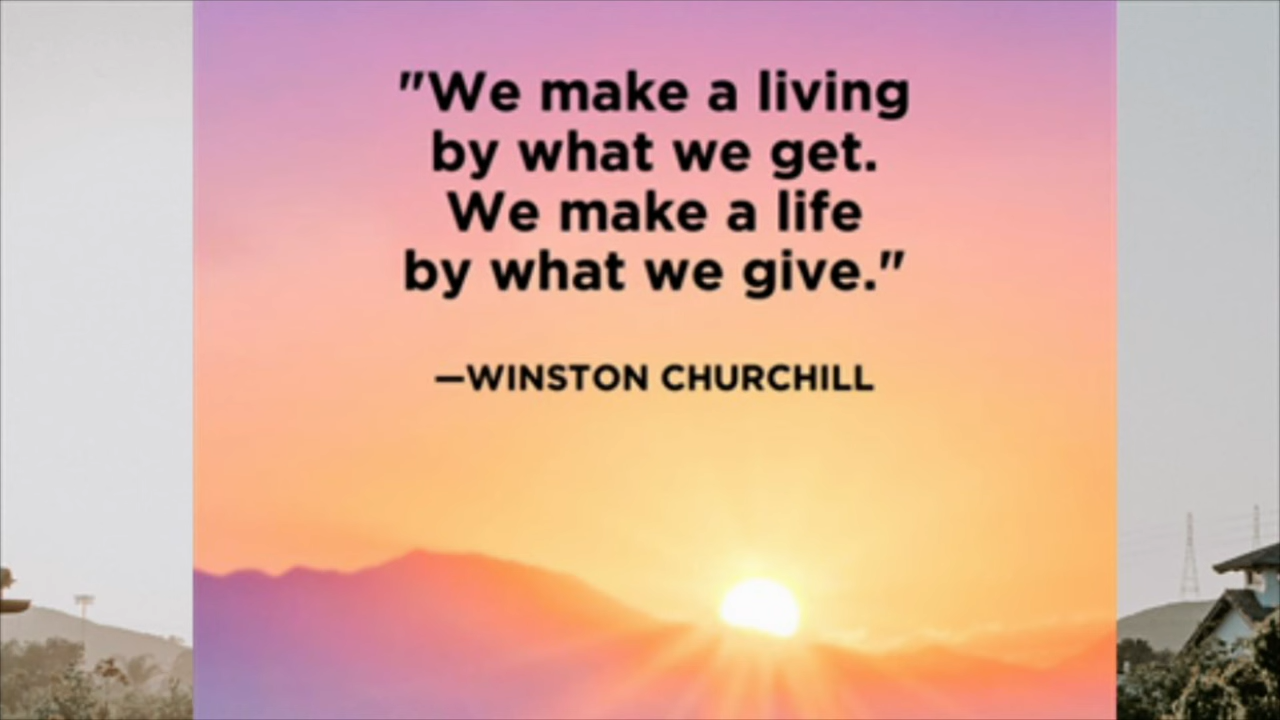 "We make a living
by what we get.
We make a life
by what we give."
—WINSTON CHURCHILL